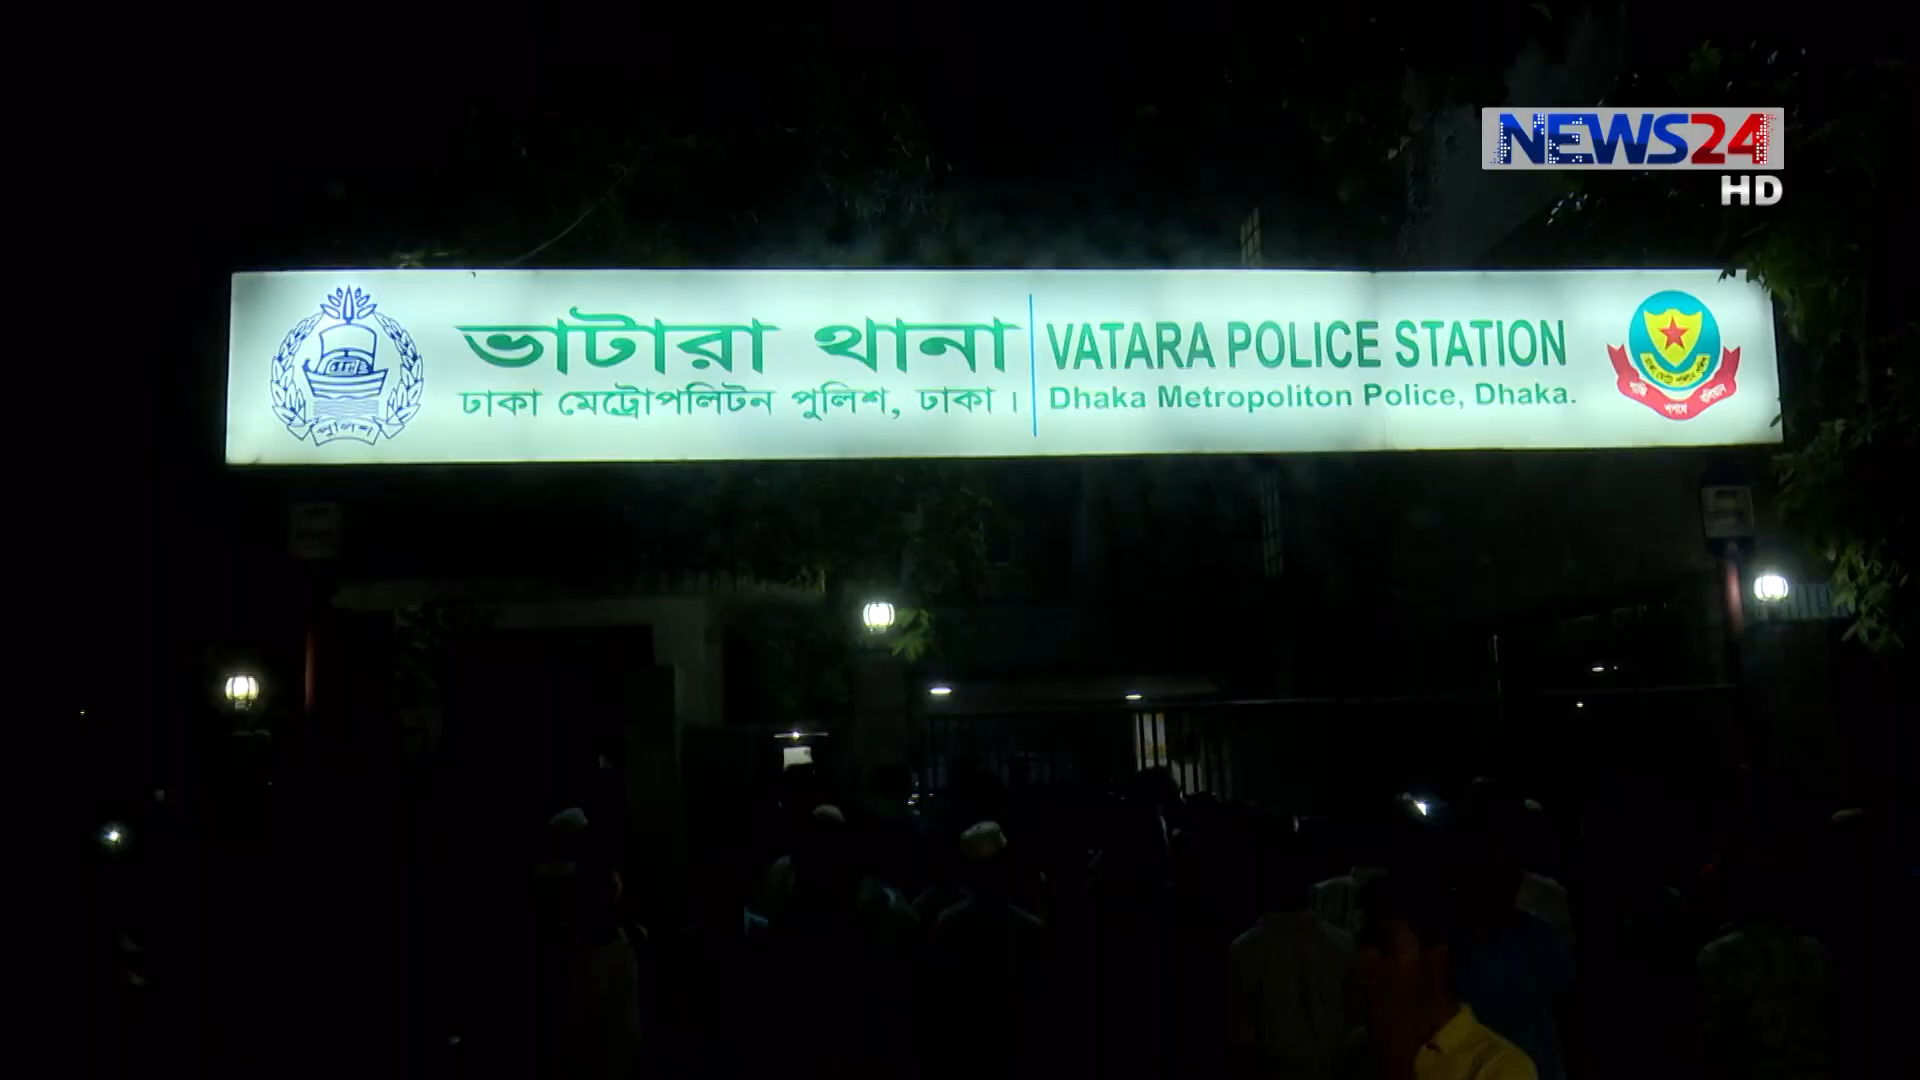 NEWS24
HD
ভাটারা থানা
ঢাকা মেট্রোপলিটন পুলিশ, ঢাকা।
VATARA POLICE STATION
Dhaka Metropoliton Police, Dhaka.
পুলিশ